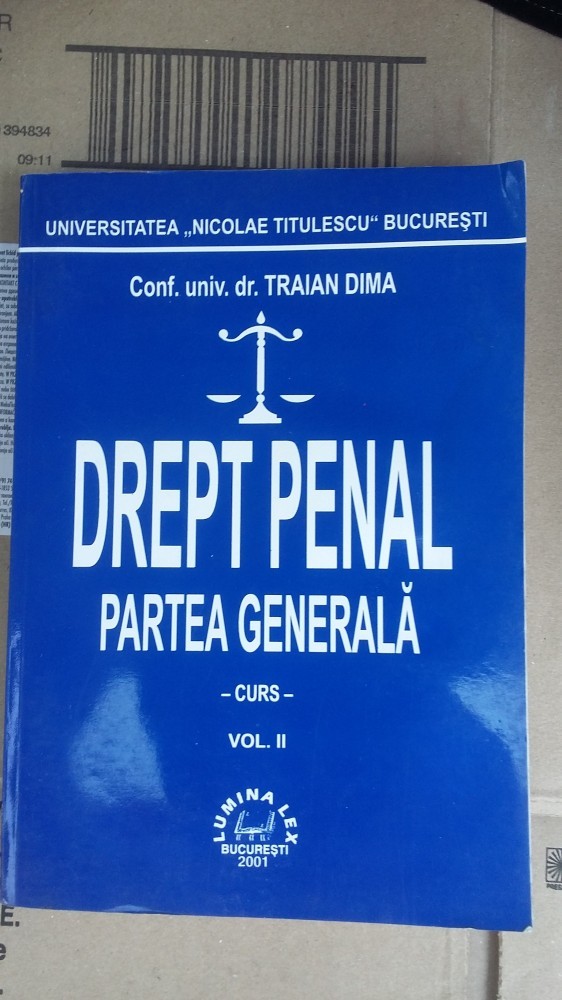 R
394834
09:11
UNIVERSITATEA „NICOLAE TITULESCU“ BUCUREŞTI
Conf. univ. dr. TRAIAN DIMA
DREPT PENAL
PARTEA GENERALĂ
– CURS –
VOL. II
LUMINA LEX
BUCUREŞTI
2001
E.
e